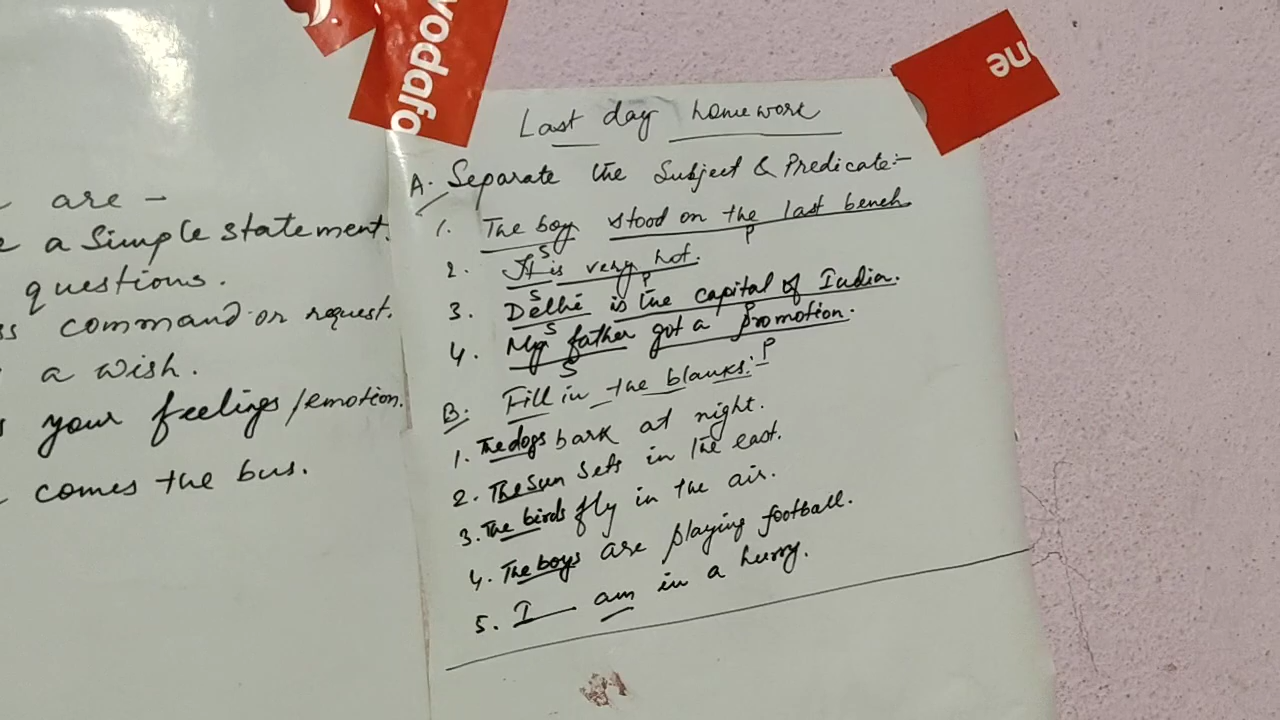 vodafo
ne
are -
a Simple statement.
questions.
command or request.
a wish.
your feelings/emotion.
comes the bus.
Last day homework
A. Separate the Subject & Predicate:-
1. The boy stood on the last bench.
S P
2. It is very hot.
S P
3. Delhi is the capital of India.
S P
4. My father got a promotion.
S P
B. Fill in the blanks:-
1. The dogs bark at night.
2. The Sun Sets in the east.
3. The birds fly in the air.
4. The boys are playing football.
5. I am in a hurry.